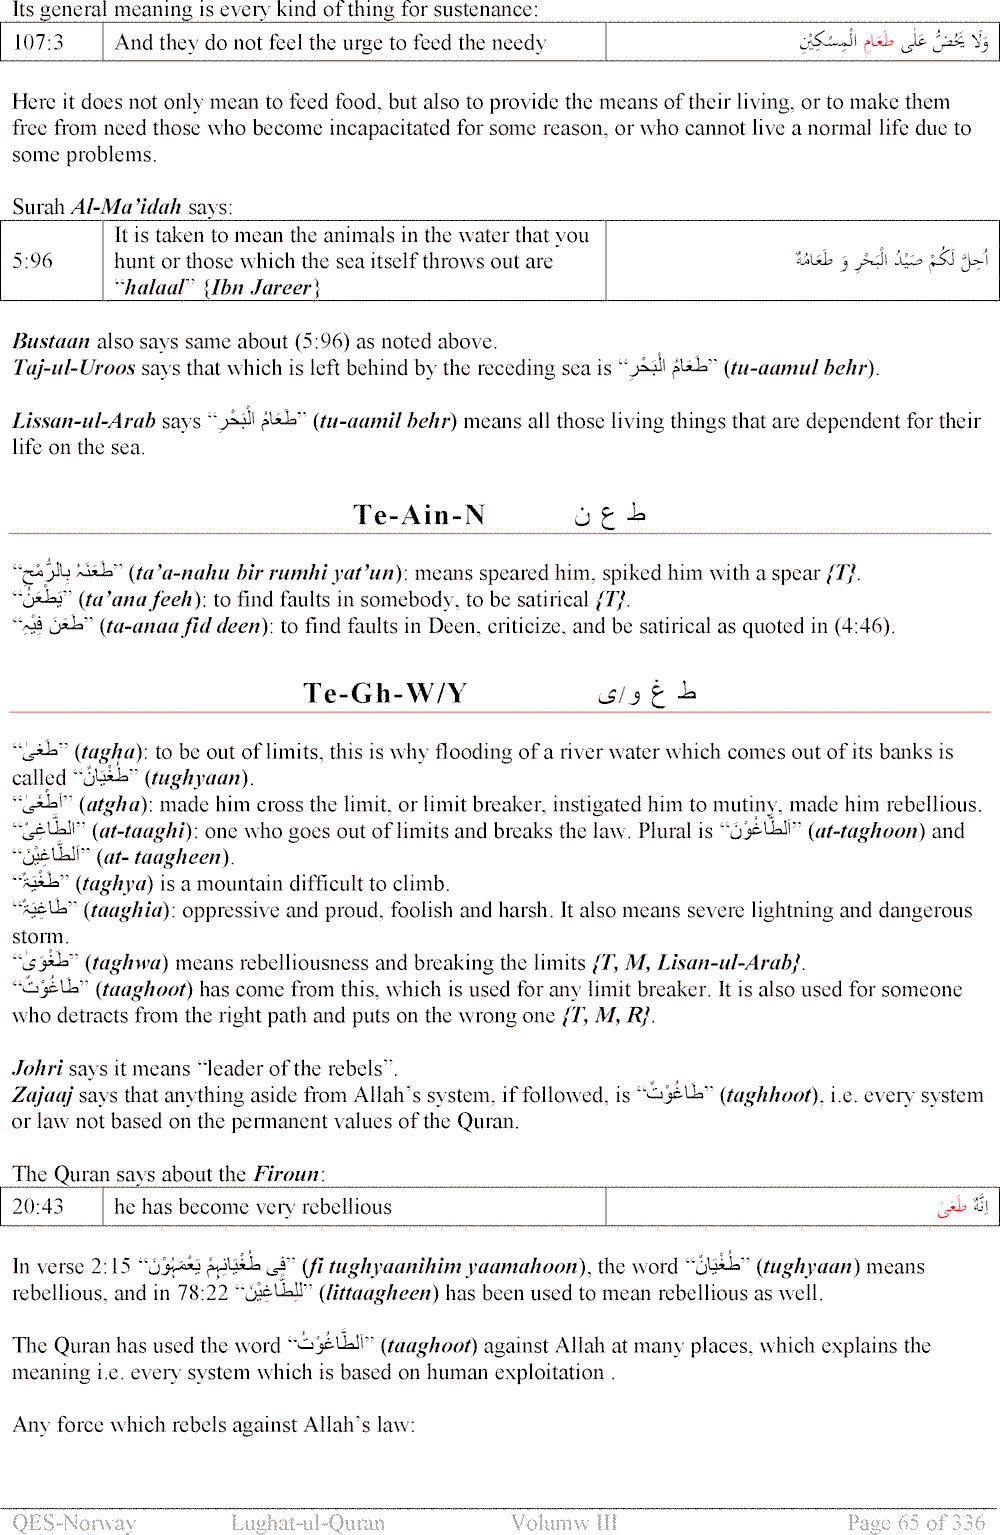 Its general meaning is every kind of thing for sustenance:
107:3 And they do not feel the urge to feed the needy وَلَا يَحُضُّ عَلٰى طَعَامِ الْمِسْكِيْنِ
Here it does not only mean to feed food, but also to provide the means of their living, or to make them
free from need those who become incapacitated for some reason, or who cannot live a normal life due to
some problems.
Surah Al-Ma’idah says:
5:96 It is taken to mean the animals in the water that you
hunt or those which the sea itself throws out are
“halaal” {Ibn Jareer} اُحِلَّ لَكُمْ صَيْدُ الْبَحْرِ وَ طَعَامُهٗ
Bustaan also says same about (5:96) as noted above.
Taj-ul-Uroos says that which is left behind by the receding sea is “طَعَامُ الْبَحْرِ” (tu-aamul behr).
Lissan-ul-Arab says “طَعَامُ الْبَحْرِ” (tu-aamil behr) means all those living things that are dependent for their
life on the sea.
Te-Ain-N ط ع ن
“طَعَنَہٗ بِالرُّمْحِ” (ta’a-nahu bir rumhi yat’un): means speared him, spiked him with a spear {T}.
“يَطْعَنُ” (ta’ana feeh): to find faults in somebody, to be satirical {T}.
“طَعَنَ فِيْہِ” (ta-anaa fid deen): to find faults in Deen, criticize, and be satirical as quoted in (4:46).
Te-Gh-W/Y ط غ و/ى
“طَغىٰ” (tagha): to be out of limits, this is why flooding of a river water which comes out of its banks is
called “طُغْيَانٌ” (tughyaan).
“اَطْغىٰ” (atgha): made him cross the limit, or limit breaker, instigated him to mutiny, made him rebellious.
“الطَّاغِىْ” (at-taaghi): one who goes out of limits and breaks the law. Plural is “اَلطَّاغُوْنَ” (at-taghoon) and
“اَلطَّاغِيْنَ” (at- taagheen).
“طَغْيَۃٌ” (taghya) is a mountain difficult to climb.
“طَاغِيَۃٌ” (taaghia): oppressive and proud, foolish and harsh. It also means severe lightning and dangerous
storm.
“طَغْوىٰ” (taghwa) means rebelliousness and breaking the limits {T, M, Lisan-ul-Arab}.
“طَاغُوْتٌ” (taaghoot) has come from this, which is used for any limit breaker. It is also used for someone
who detracts from the right path and puts on the wrong one {T, M, R}.
Johri says it means “leader of the rebels”.
Zajaaj says that anything aside from Allah’s system, if followed, is “طَاغُوْتٌ” (taghhoot), i.e. every system
or law not based on the permanent values of the Quran.
The Quran says about the Firoun:
20:43 he has become very rebellious اِنَّهٗ طَغىٰ
In verse 2:15 “فِى طُغْيَانِہِمْ يَعْمَہُوْنَ” (fi tughyaanihim yaamahoon), the word “طُغْيَانٌ” (tughyaan) means
rebellious, and in 78:22 “لِلطَّاغِيْنَ” (littaagheen) has been used to mean rebellious as well.
The Quran has used the word “اَلطَّاغُوْتُ” (taaghoot) against Allah at many places, which explains the
meaning i.e. every system which is based on human exploitation .
Any force which rebels against Allah’s law:
QES-Norway Lughat-ul-Quran Volumw III Page 65 of 336